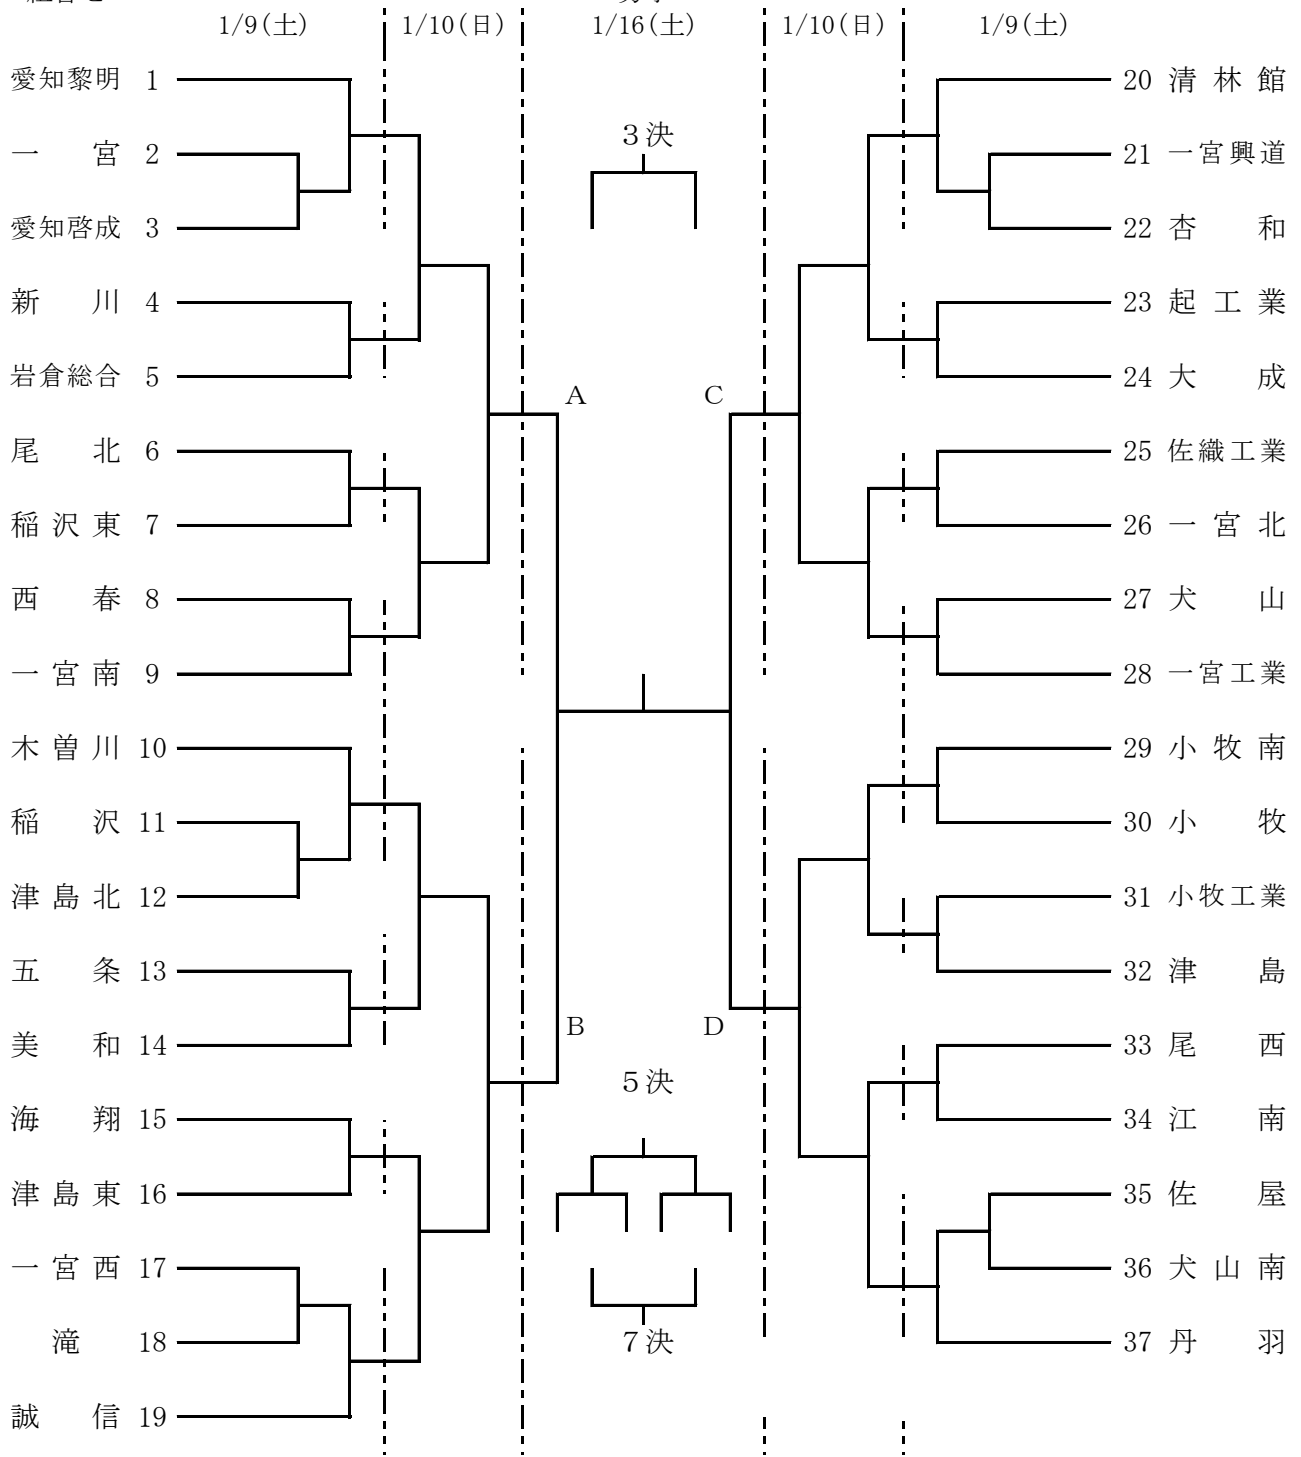 1/9(土) 1/10(日) 1/16(土) 1/10(日) 1/9(土)
愛知黎明 1
一宮 2
愛知啓成 3
新川 4
岩倉総合 5
尾北 6
稲沢東 7
西春 8
一宮南 9
木曽川 10
稲沢 11
津島北 12
五条 13
美和 14
海翔 15
津島東 16
一宮西 17
滝 18
誠信 19
3決
A
C
B
D
5決
7決
20 清林館
21 一宮興道
22 杏和
23 起工業
24 大成
25 佐織工業
26 一宮北
27 犬山
28 一宮工業
29 小牧南
30 小牧
31 小牧工業
32 津島
33 尾西
34 江南
35 佐屋
36 犬山南
37 丹羽